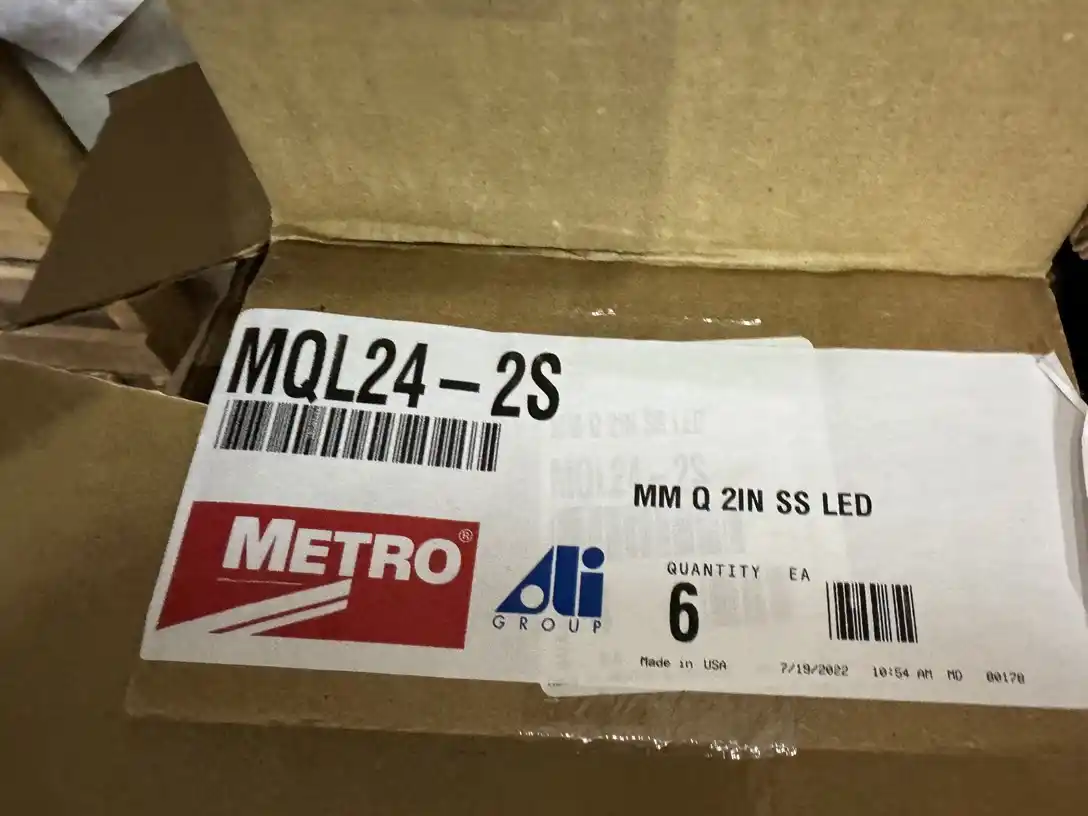 MQL24-2S
METRO®
ali
GROUP
MM Q 2IN SS LED
QUANTITY EA
6
Made in USA 7/19/2022 10:54 AM MD 00170